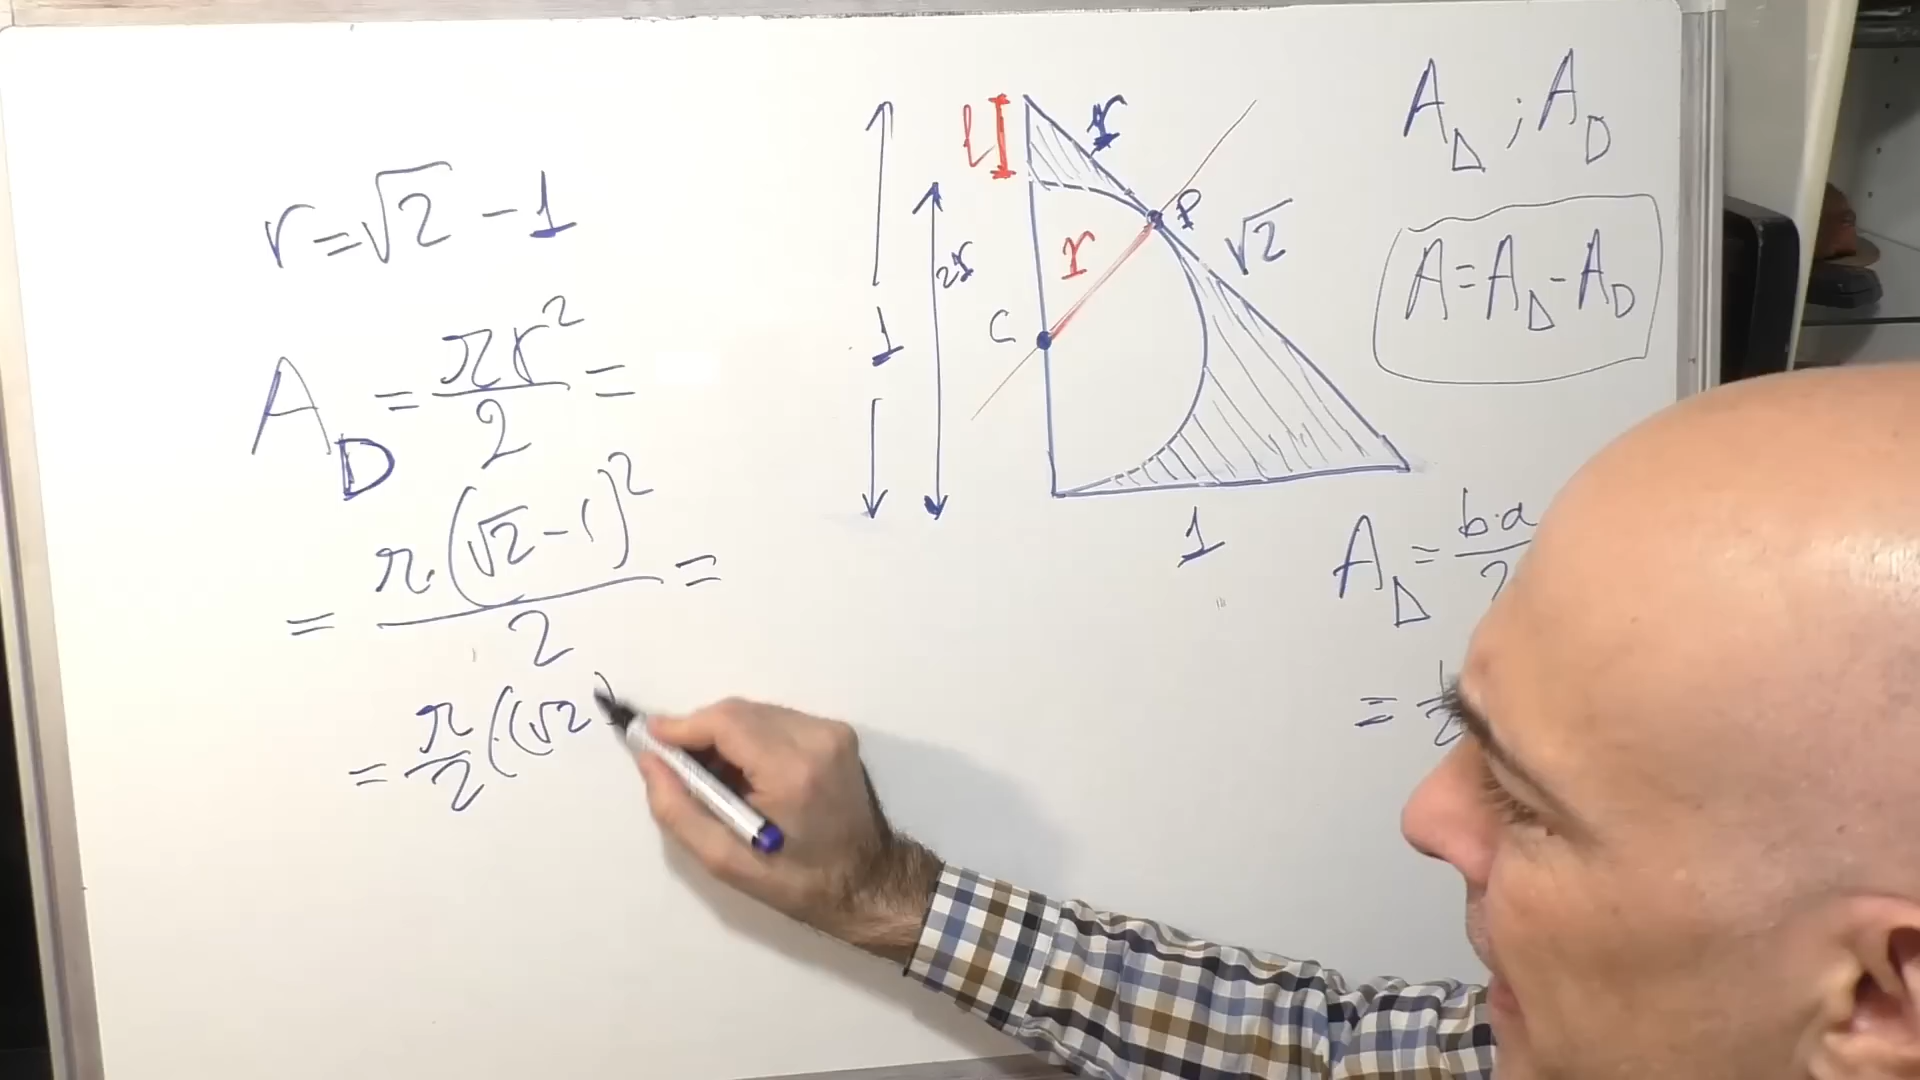 r=√2 -1
A_D = πr²/2 =
= π·(√2-1)²/2 =
= π/2·((√2)
l
r
1
2r
r
P
√2
C
1
A_Δ ; A_D
A=A_Δ-A_D
A_Δ = b·a/2
=